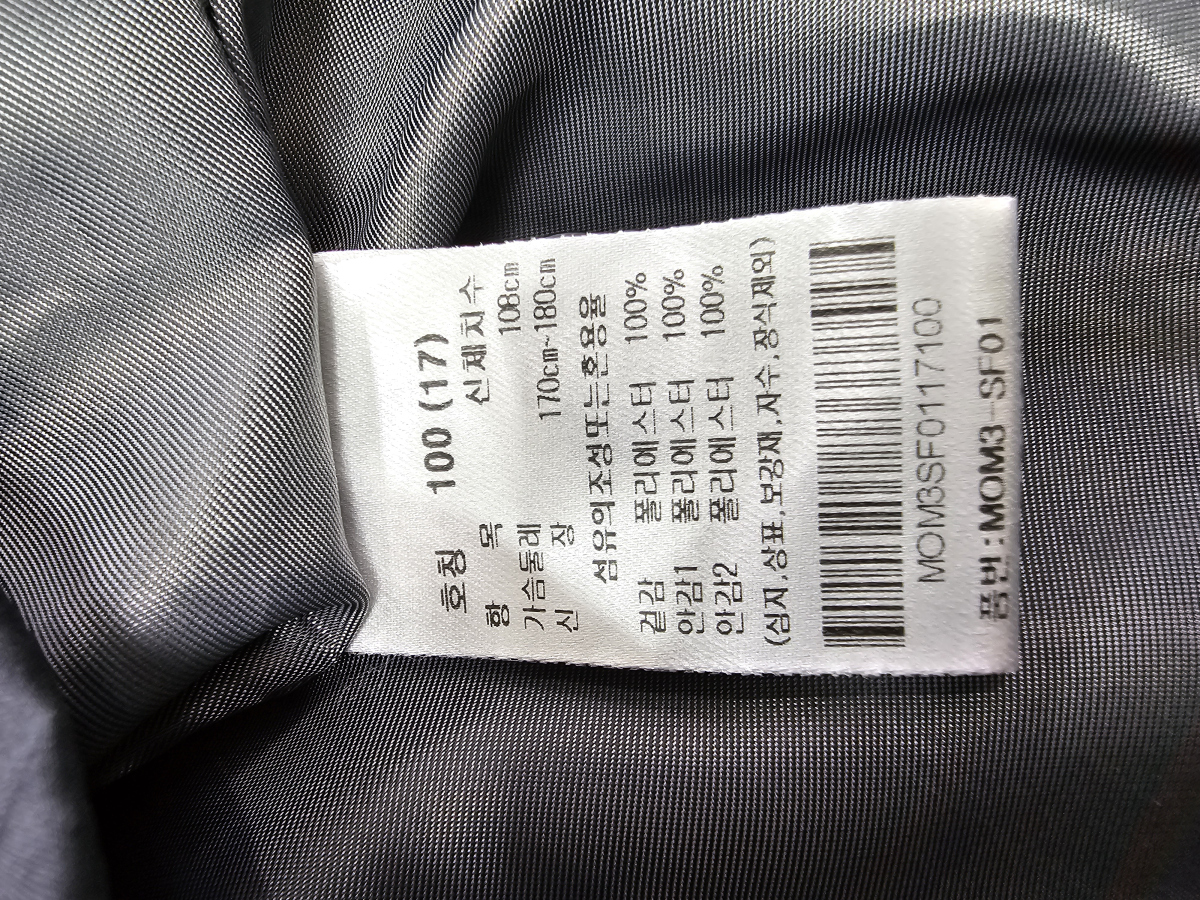 호칭 100 (17)
항 목 신체치수
가슴둘레 108cm
신 장 170cm~180cm
섬유의조성또는혼용율
겉감 폴리에스터 100%
안감1 폴리에스터 100%
안감2 폴리에스터 100%
(심지,상표,보강재,자수,장식제외)
MOM3SF0117100
품번:MOM3-SF01